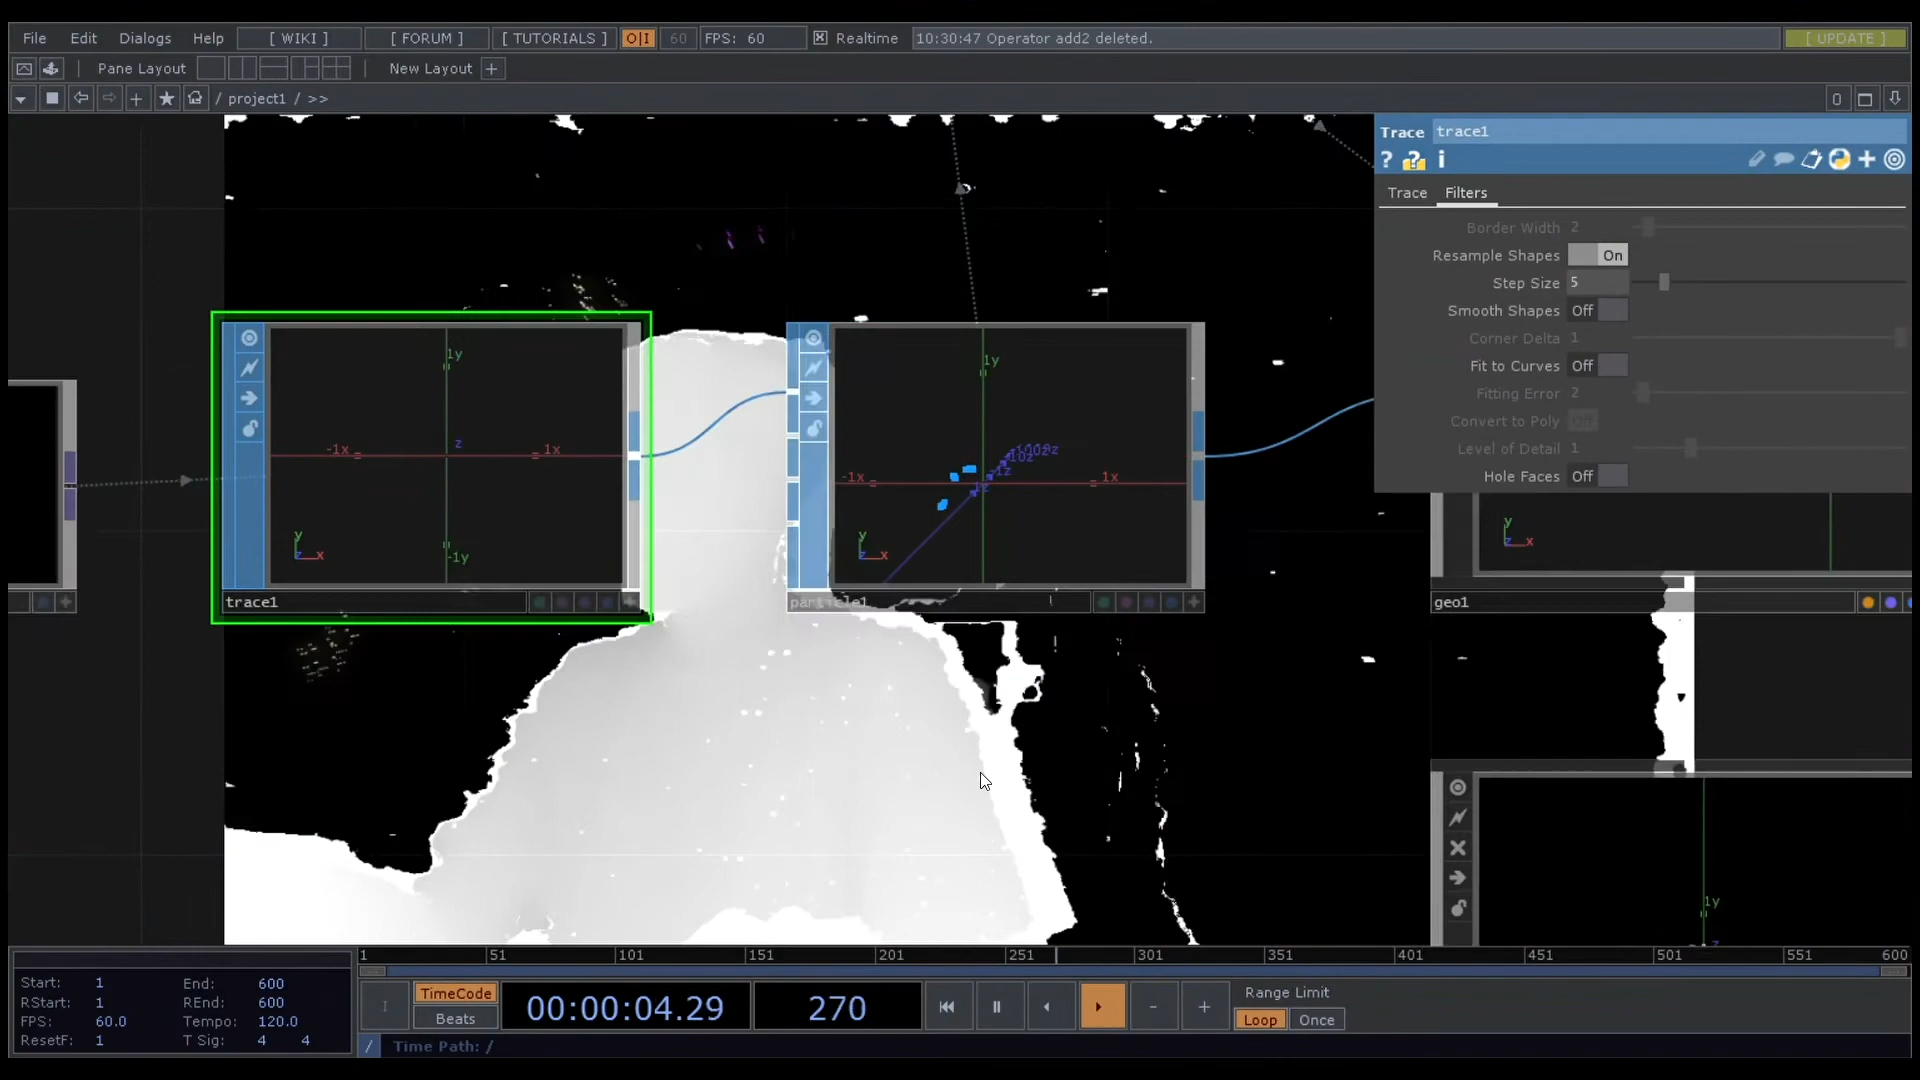 File Edit Dialogs Help [ WIKI ] [ FORUM ] [ TUTORIALS ] O|I 60 FPS: 60 Realtime 10:30:47 Operator add2 deleted. [ UPDATE ]
Pane Layout New Layout +
/ project1 / >> 0
Trace trace1
? ? i
Trace Filters
Border Width 2
Resample Shapes On
Step Size 5
Smooth Shapes Off
Corner Delta 1
Fit to Curves Off
Fitting Error 2
Convert to Poly Off
Level of Detail 1
Hole Faces Off
1y
-1x z 1x
-1y
y
z x
trace1
1y
-1x 1x
1z
y
z x
particle1
y
z x
geo1
1y
z
1 51 101 151 201 251 301 351 401 451 501 551 600
Start: 1 End: 600
RStart: 1 REnd: 600
FPS: 60.0 Tempo: 120.0
ResetF: 1 T Sig: 4 4
TimeCode
Beats
00:00:04.29 270
Range Limit
Loop Once
/ Time Path: /